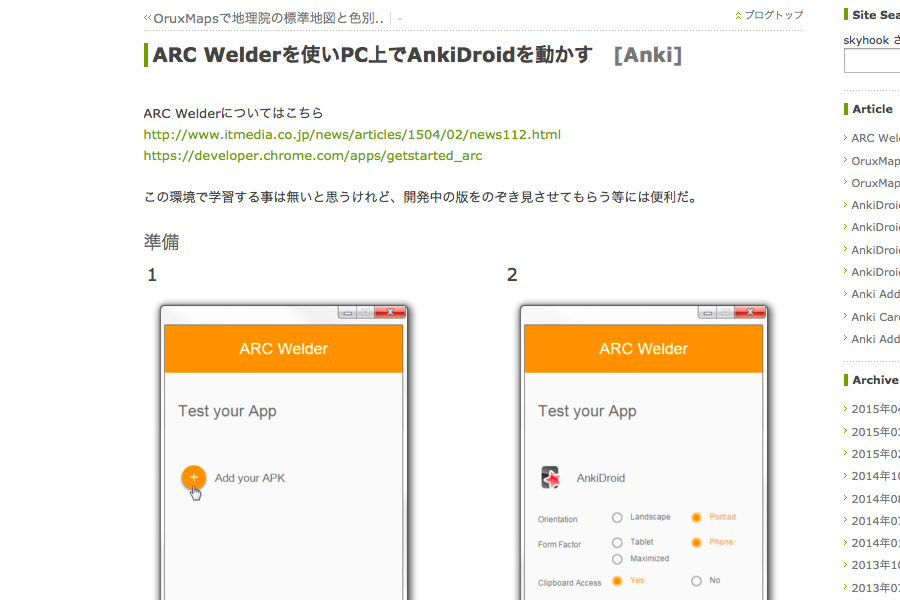 ‹‹OruxMapsで地理院の標準地図と色別.. | -
ブログトップ
ARC Welderを使いPC上でAnkiDroidを動かす [Anki]
ARC Welderについてはこちら
http://www.itmedia.co.jp/news/articles/1504/02/news112.html
https://developer.chrome.com/apps/getstarted_arc
この環境で学習する事は無いと思うけれど、開発中の版をのぞき見させてもらう等には便利だ。
準備
1
ARC Welder
Test your App
Add your APK
2
ARC Welder
Test your App
AnkiDroid
Orientation Landscape Portrait
Form Factor Tablet Phone
Maximized
Clipboard Access Yes No
Site Sea
skyhook さ
Article
ARC Wel
OruxMap
OruxMap
AnkiDroi
AnkiDroi
AnkiDroi
AnkiDroi
Anki Add
Anki Car
Anki Add
Archive
2015年04
2015年03
2015年02
2014年10
2014年08
2014年07
2014年01
2013年10
2013年07